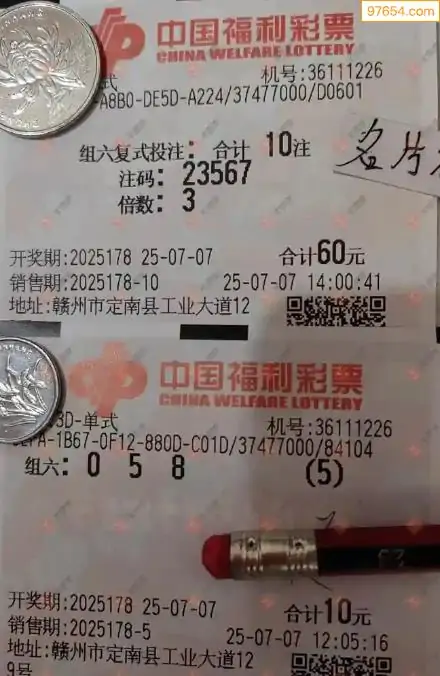 97654.com
中国福利彩票
CHINA WELFARE LOTTERY
式 机号:36111226
-A8B0-DE5D-A224/37477000/D0601
组六复式投注: 合计 10注
注码: 23567
倍数: 3
名片
开奖期:2025178 25-07-07 合计60元
销售期:2025178-10 25-07-07 14:00:41
地址:赣州市定南县工业大道12
中国福利彩票
CHINA WELFARE LOTTERY
3D-单式 机号:36111226
-1B67-0F12-880D-C01D/37477000/84104
组六: 0 5 8 (5)
开奖期:2025178 25-07-07 合计10元
销售期:2025178-5 25-07-07 12:05:16
地址:赣州市定南县工业大道12
9号